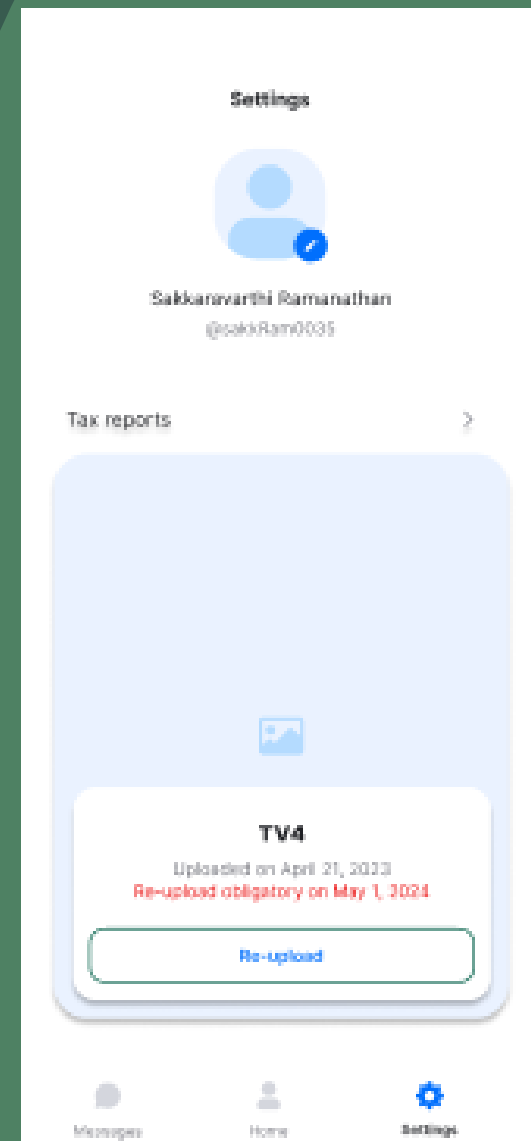 Settings
Sakkaravarthi Ramanathan
@sakkRam0035
Tax reports
TV4
Uploaded on April 21, 2023
Re-upload obligatory on May 1, 2024
Re-upload
Messages
Home
Settings